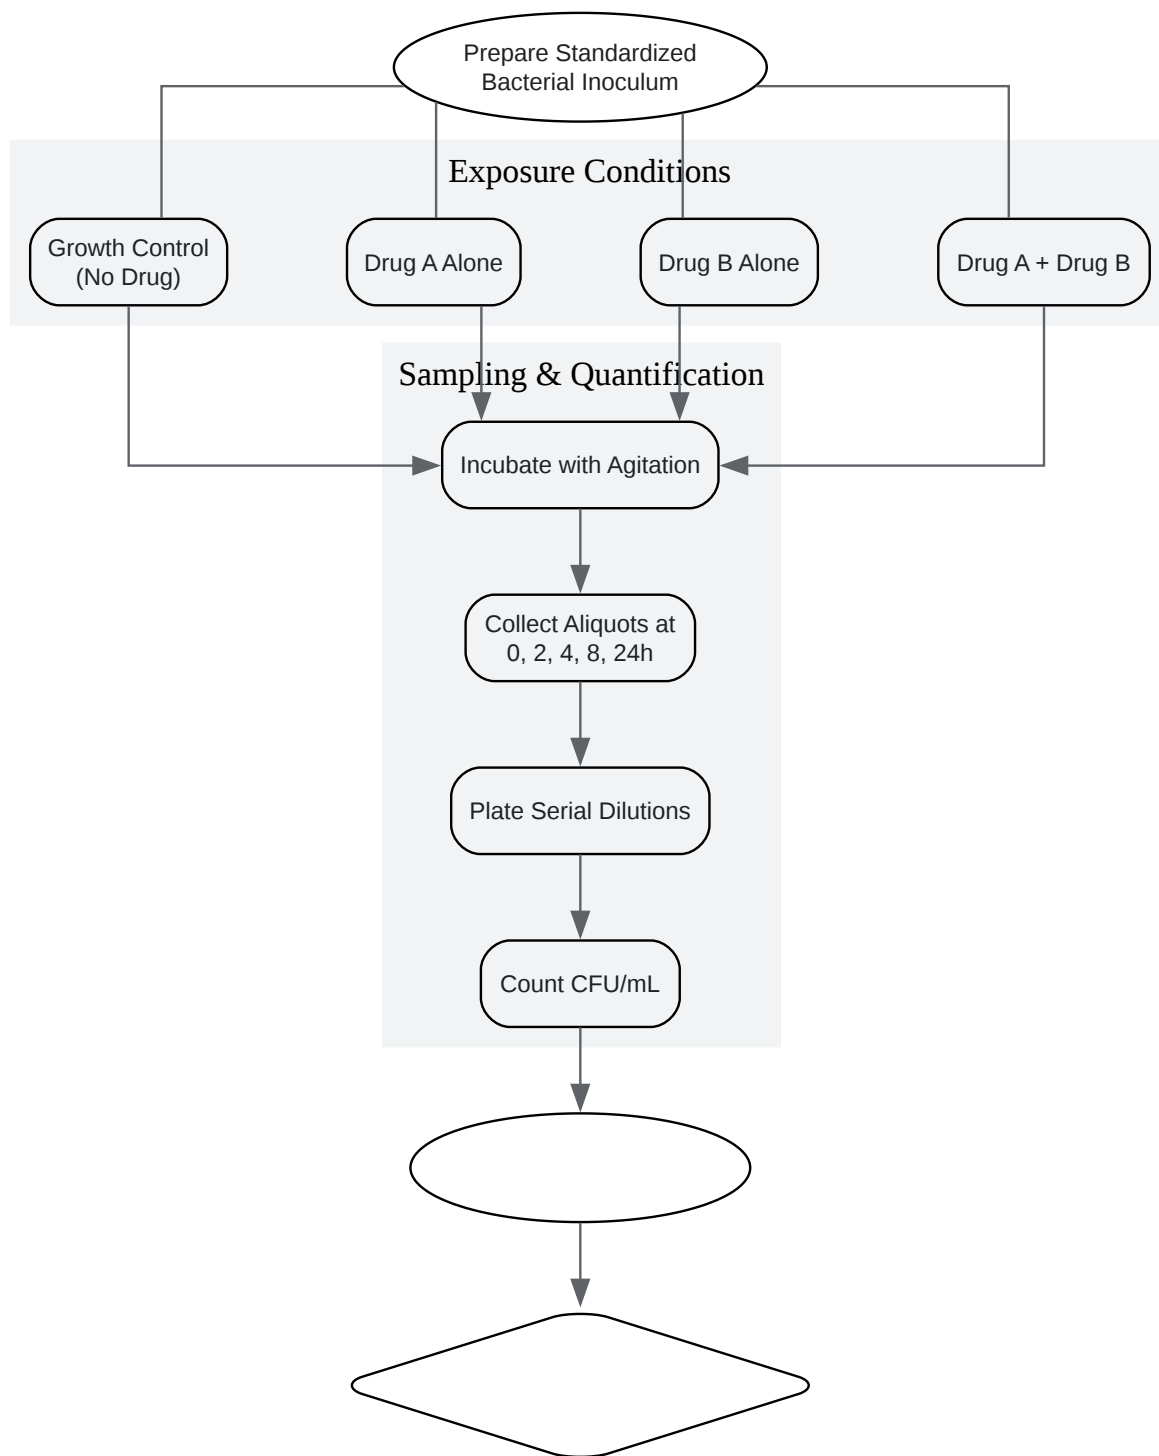 Prepare Standardized
Bacterial Inoculum
Exposure Conditions
Growth Control
(No Drug)
Drug A Alone
Drug B Alone
Drug A + Drug B
Sampling & Quantification
Incubate with Agitation
Collect Aliquots at
0, 2, 4, 8, 24h
Plate Serial Dilutions
Count CFU/mL